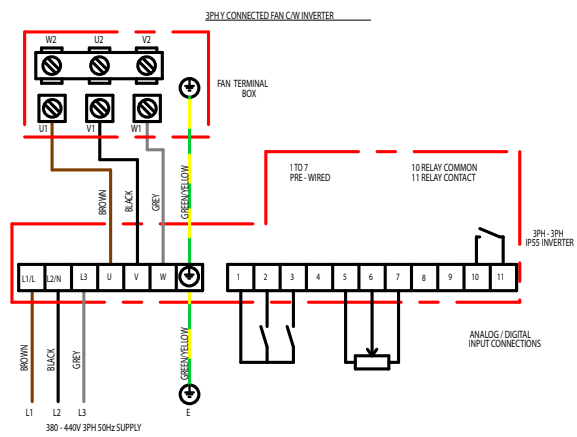 3PH Y CONNECTED FAN C/W INVERTER
W2 U2 V2
FAN TERMINAL
BOX
U1 V1 W1
BROWN
BLACK
GREY
GREEN/YELLOW
1 TO 7
PRE - WIRED
10 RELAY COMMON
11 RELAY CONTACT
3PH - 3PH
IP55 INVERTER
L1/L L2/N L3 U V W
1 2 3 4 5 6 7 8 9 10 11
ANALOG / DIGITAL
INPUT CONNECTIONS
BROWN
BLACK
GREY
GREEN/YELLOW
L1 L2 L3 E
380 - 440V 3PH 50Hz SUPPLY